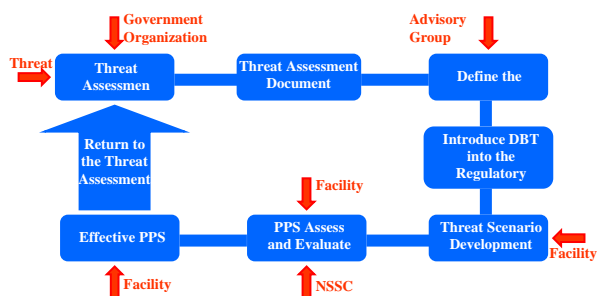 Government
Organization
Advisory
Group
Threat
Threat
Assessmen
Threat Assessment
Document
Define the
Return to
the Threat
Assessment
Introduce DBT
into the
Regulatory
Facility
Effective PPS
PPS Assess
and Evaluate
Threat Scenario
Development
Facility
Facility
NSSC